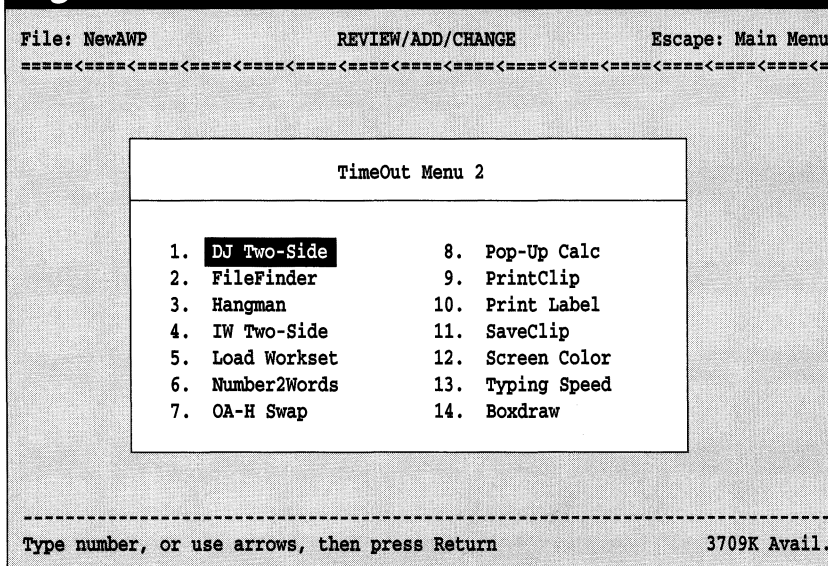 File: NewAWP REVIEW/ADD/CHANGE Escape: Main Menu
=====<====<====<====<====<====<====<====<====<====<====<====<====<====<====<=
TimeOut Menu 2
1. DJ Two-Side 8. Pop-Up Calc
2. FileFinder 9. PrintClip
3. Hangman 10. Print Label
4. IW Two-Side 11. SaveClip
5. Load Workset 12. Screen Color
6. Number2Words 13. Typing Speed
7. OA-H Swap 14. Boxdraw
--------------------------------------------------------------------------------
Type number, or use arrows, then press Return 3709K Avail.